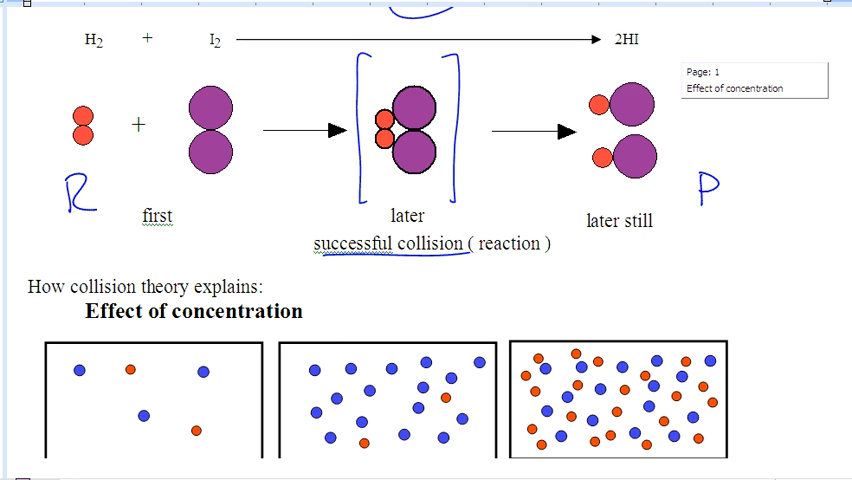 H2 + I2 2HI
Page: 1
Effect of concentration
+
R
P
first
later
later still
successful collision ( reaction )
How collision theory explains:
Effect of concentration